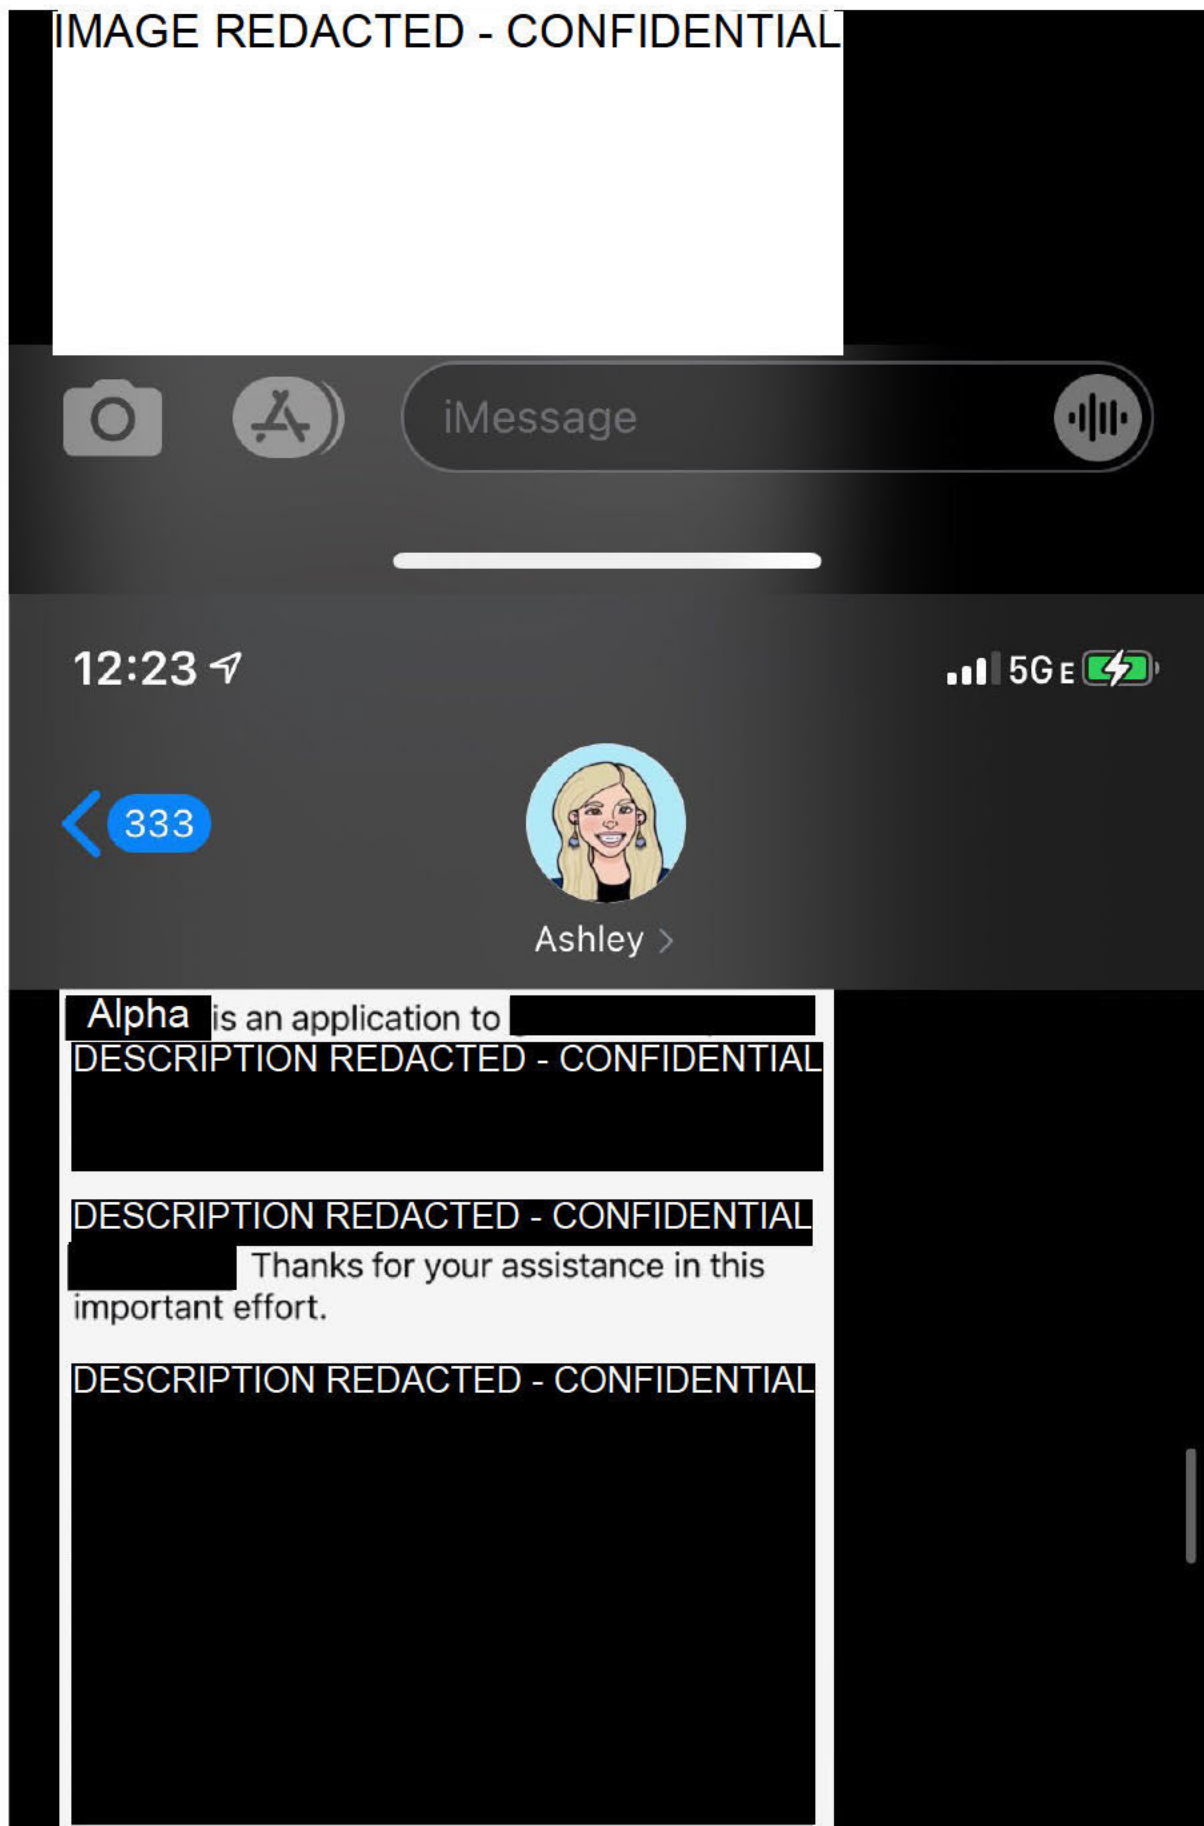 IMAGE REDACTED - CONFIDENTIAL
iMessage
12:23
5G E
333
Ashley
Alpha is an application to
DESCRIPTION REDACTED - CONFIDENTIAL
DESCRIPTION REDACTED - CONFIDENTIAL
Thanks for your assistance in this
important effort.
DESCRIPTION REDACTED - CONFIDENTIAL